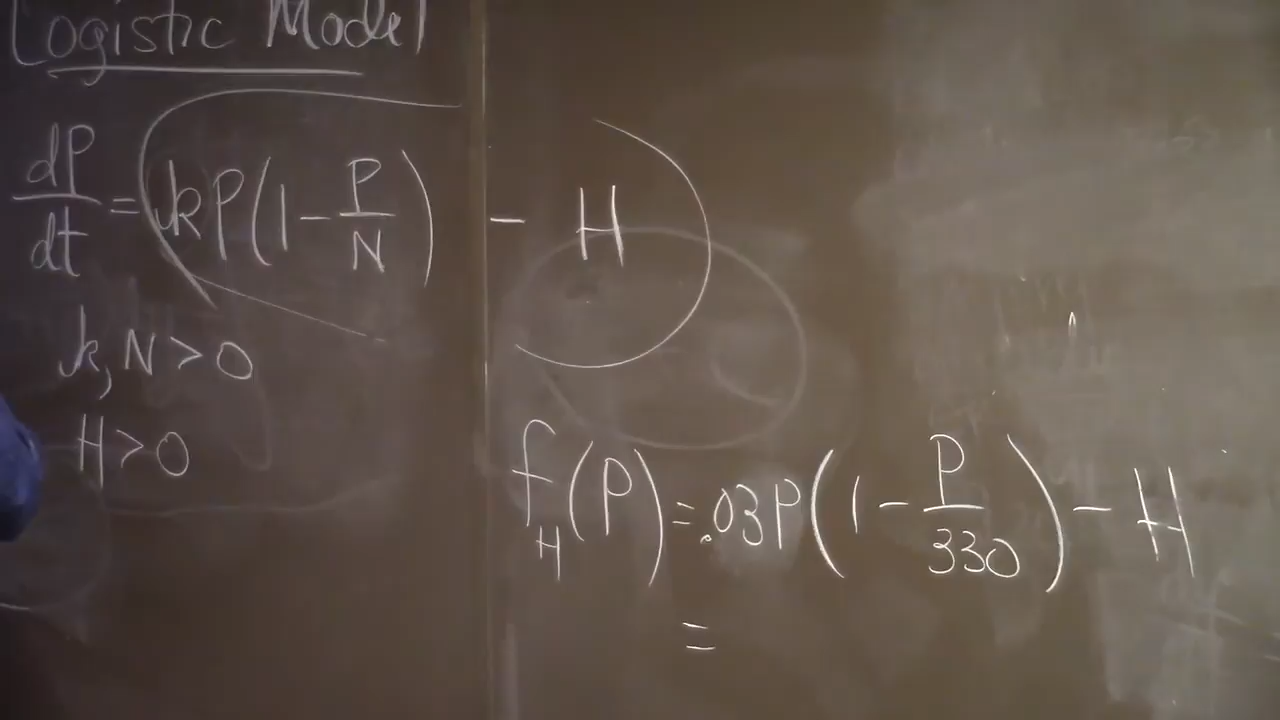 Logistic Model
dP/dt = kP(1 - P/N) - H
k, N > 0
H > 0
f_H(P) = .03P(1 - P/330) - H
=